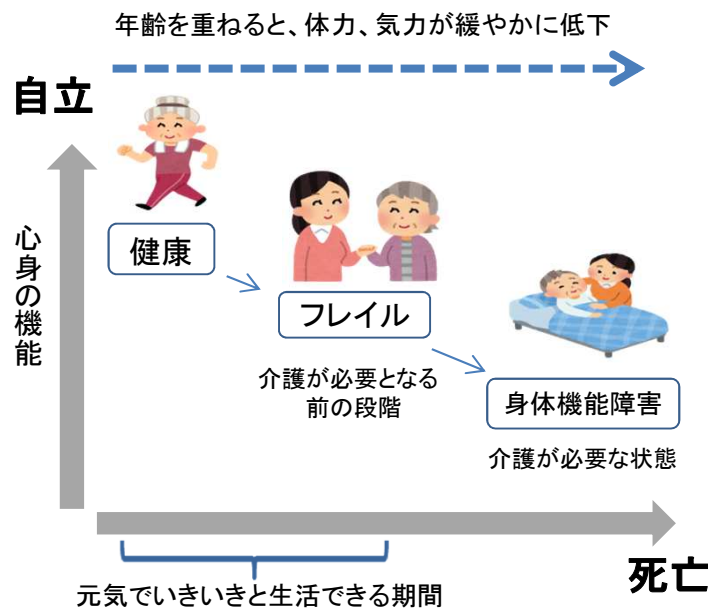 年齢を重ねると、体力、気力が緩やかに低下
自立
心身の機能
健康
フレイル
介護が必要となる
前の段階
身体機能障害
介護が必要な状態
死亡
元気でいきいきと生活できる期間